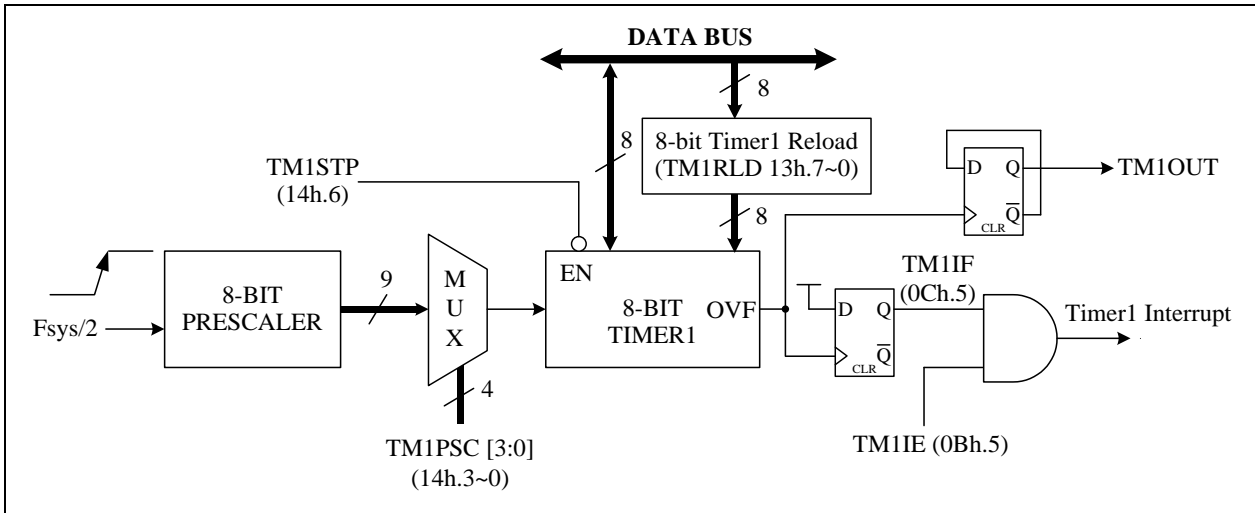 DATA BUS
8
8
8-bit Timer1 Reload
(TM1RLD 13h.7~0)
8
TM1STP
(14h.6)
D
Q
Q
CLR
TM1OUT
Fsys/2
8-BIT
PRESCALER
9
M
U
X
4
TM1PSC [3:0]
(14h.3~0)
EN
8-BIT
TIMER1
OVF
TM1IF
(0Ch.5)
D
Q
Q
CLR
Timer1 Interrupt
TM1IE (0Bh.5)